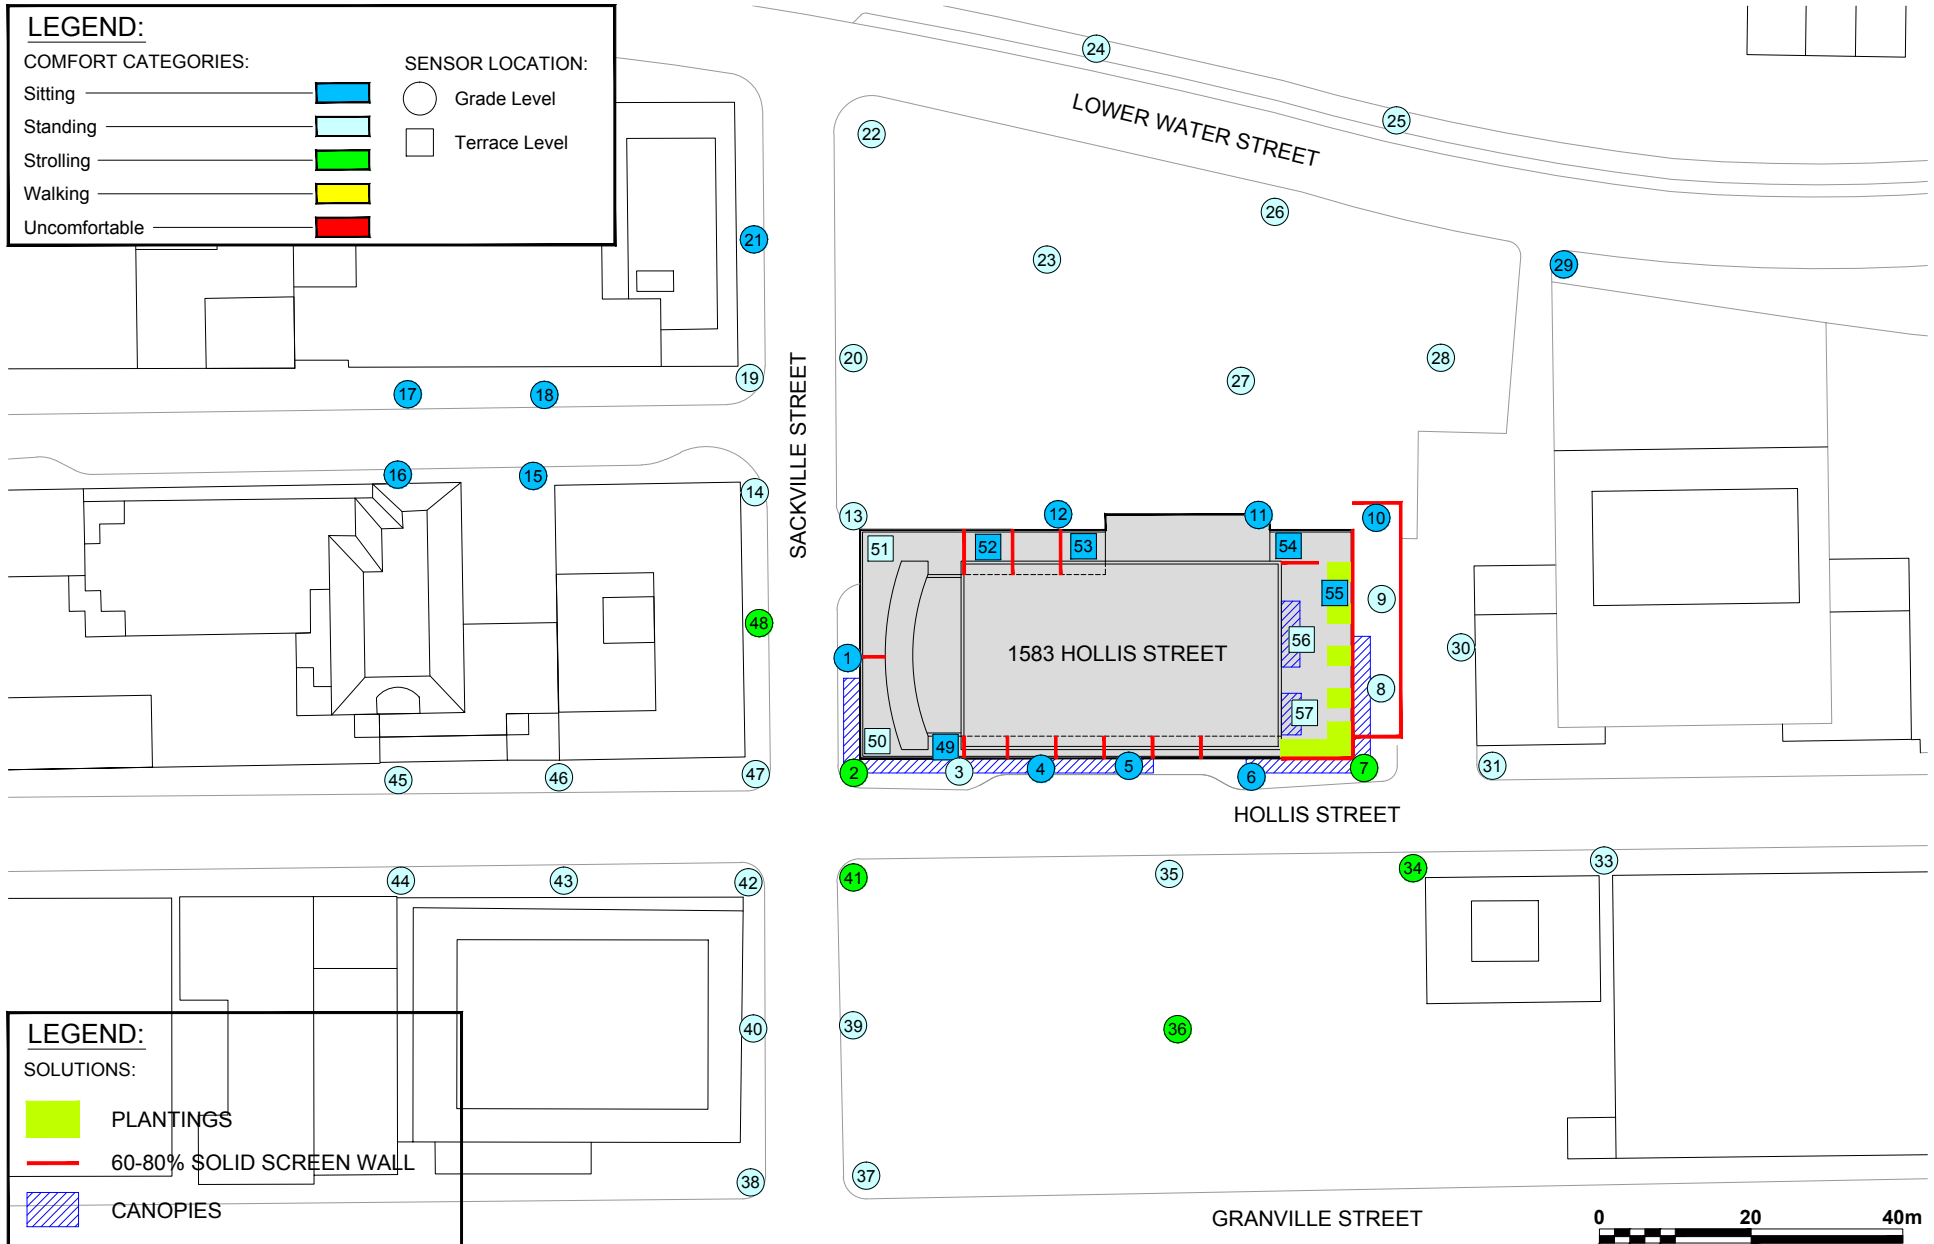 LEGEND:
COMFORT CATEGORIES:
Sitting
Standing
Strolling
Walking
Uncomfortable
SENSOR LOCATION:
Grade Level
Terrace Level
24
25
LOWER WATER STREET
22
26
21
23
29
20
28
19
27
17
18
SACKVILLE STREET
16
15
14
13
12
11
10
51
52
53
54
55
9
48
56
30
1
1583 HOLLIS STREET
8
57
50
49
2
3
4
5
6
7
31
45
46
47
HOLLIS STREET
44
43
42
41
35
34
33
40
39
36
38
37
LEGEND:
SOLUTIONS:
PLANTINGS
60-80% SOLID SCREEN WALL
CANOPIES
GRANVILLE STREET
0 20 40m